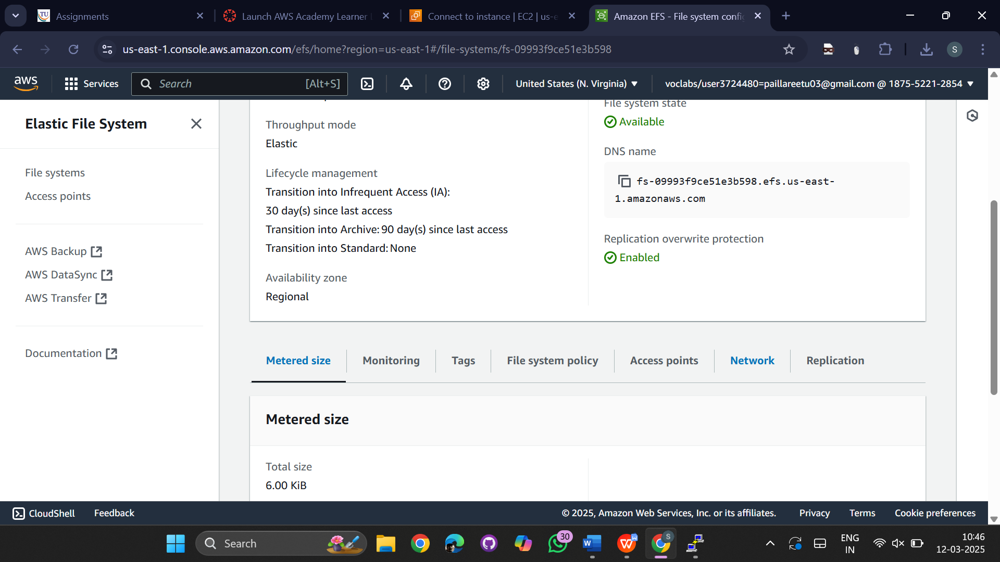 Assignments
Launch AWS Academy Learner
Connect to instance | EC2 | us-e
Amazon EFS - File system config
us-east-1.console.aws.amazon.com/efs/home?region=us-east-1#/file-systems/fs-09993f9ce51e3b598
S
aws
Services
Search
[Alt+S]
United States (N. Virginia)
voclabs/user3724480=paillareetu03@gmail.com @ 1875-5221-2854
Elastic File System
File systems
Access points
AWS Backup
AWS DataSync
AWS Transfer
Documentation
Throughput mode
Elastic
Lifecycle management
Transition into Infrequent Access (IA):
30 day(s) since last access
Transition into Archive: 90 day(s) since last access
Transition into Standard: None
Availability zone
Regional
File system state
Available
DNS name
fs-09993f9ce51e3b598.efs.us-east-
1.amazonaws.com
Replication overwrite protection
Enabled
Metered size
Monitoring
Tags
File system policy
Access points
Network
Replication
Metered size
Total size
6.00 KiB
CloudShell
Feedback
© 2025, Amazon Web Services, Inc. or its affiliates.
Privacy
Terms
Cookie preferences
Search
30
S
ENG
IN
10:46
12-03-2025